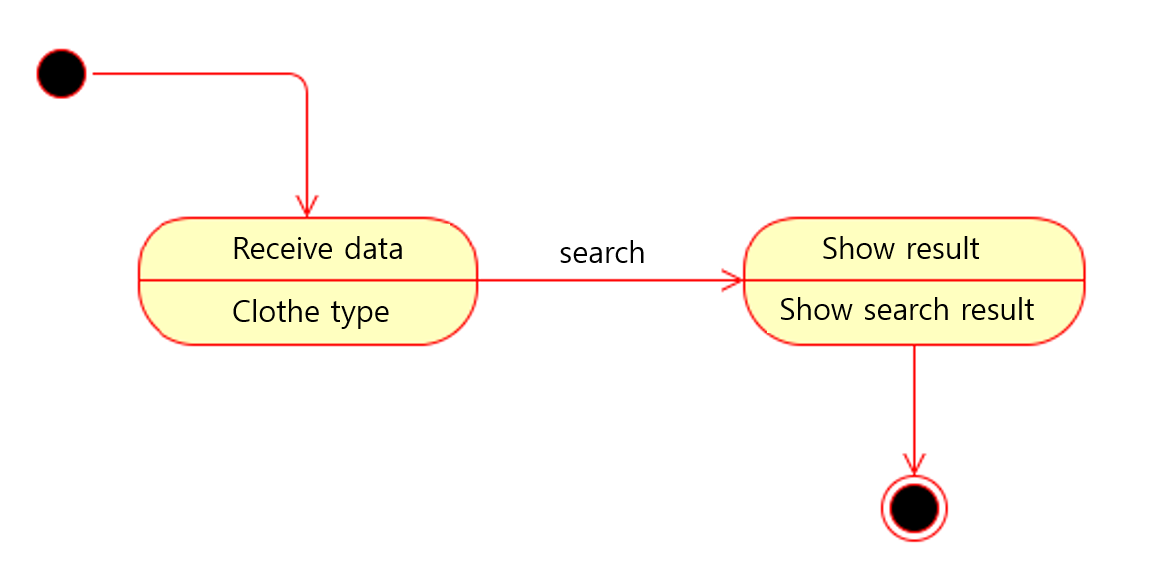 Receive data
Clothe type
search
Show result
Show search result